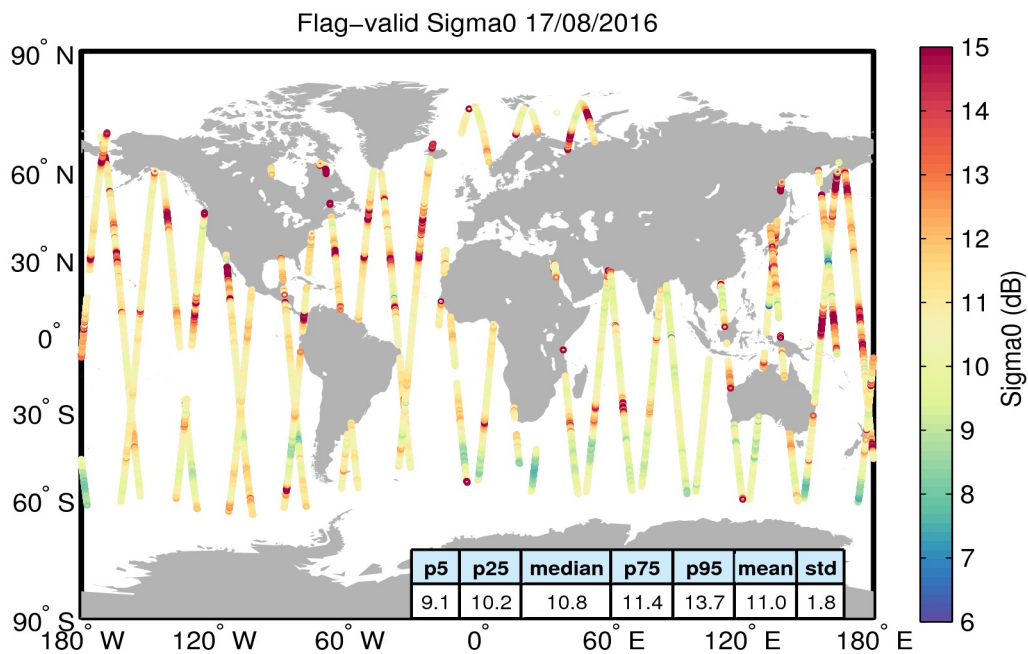 Flag−valid Sigma0 17/08/2016
90° N
60° N
30° N
0°
30° S
60° S
90° S
180° W
120° W
60° W
0°
60° E
120° E
180° E
15
14
13
12
11
10
9
8
7
6
Sigma0 (dB)
p5 p25 median p75 p95 mean std
9.1 10.2 10.8 11.4 13.7 11.0 1.8